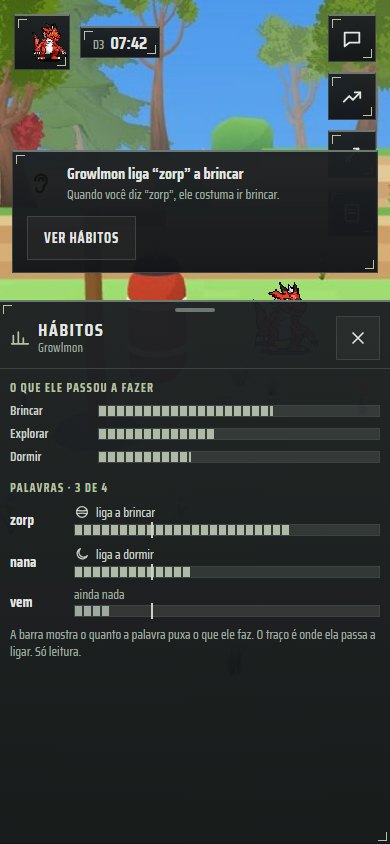 D3 07:42
Growlmon liga “zorp” a brincar
Quando você diz “zorp”, ele costuma ir brincar.
VER HÁBITOS
HÁBITOS
Growlmon
O QUE ELE PASSOU A FAZER
Brincar
Explorar
Dormir
PALAVRAS · 3 DE 4
zorp
liga a brincar
nana
liga a dormir
vem
ainda nada
A barra mostra o quanto a palavra puxa o que ele faz. O traço é onde ela passa a
ligar. Só leitura.